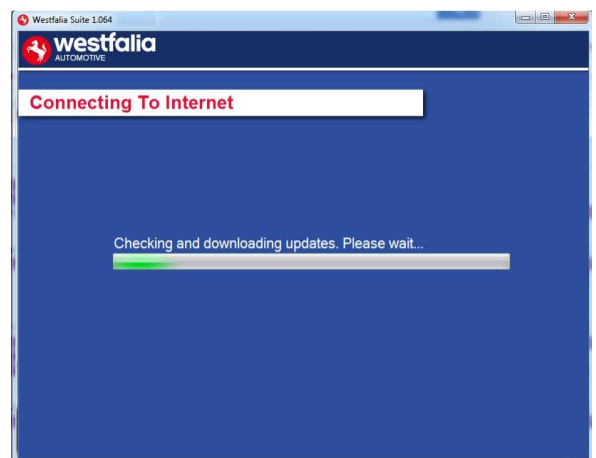 Westfalia Suite 1.064
westfalia
AUTOMOTIVE
Connecting To Internet
Checking and downloading updates. Please wait...